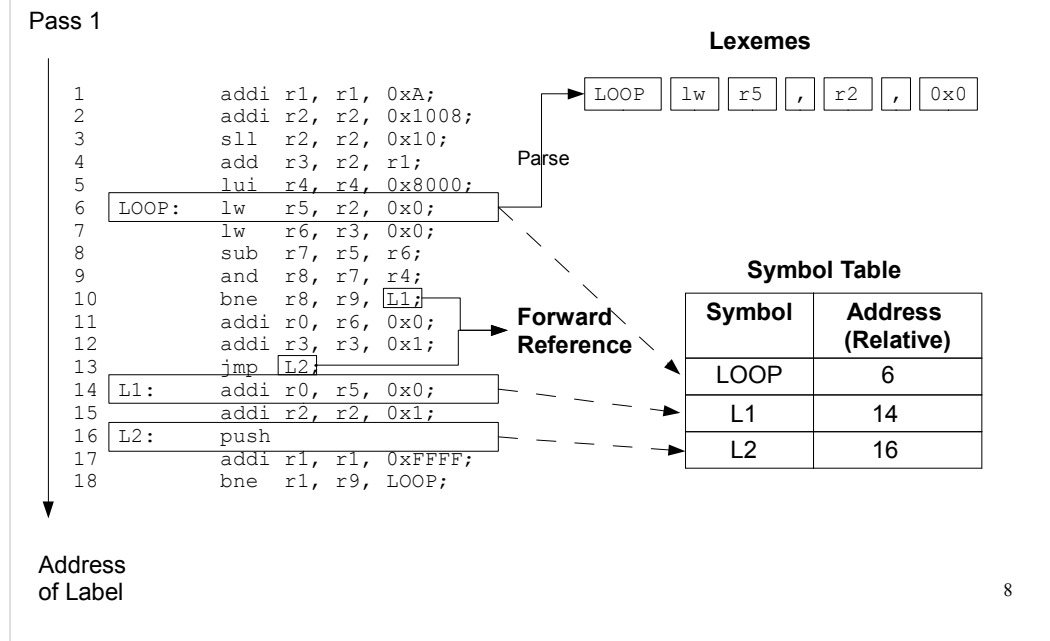 Pass 1
Lexemes
LOOP lw r5 , r2 , 0x0
Parse
1 addi r1, r1, 0xA;
2 addi r2, r2, 0x1008;
3 sll r2, r2, 0x10;
4 add r3, r2, r1;
5 lui r4, r4, 0x8000;
6 LOOP: lw r5, r2, 0x0;
7 lw r6, r3, 0x0;
8 sub r7, r5, r6;
9 and r8, r7, r4;
10 bne r8, r9, L1;
11 addi r0, r6, 0x0;
12 addi r3, r3, 0x1;
13 jmp L2;
14 L1: addi r0, r5, 0x0;
15 addi r2, r2, 0x1;
16 L2: push
17 addi r1, r1, 0xFFFF;
18 bne r1, r9, LOOP;
Forward
Reference
Symbol Table
Symbol Address
(Relative)
LOOP 6
L1 14
L2 16
Address
of Label
8